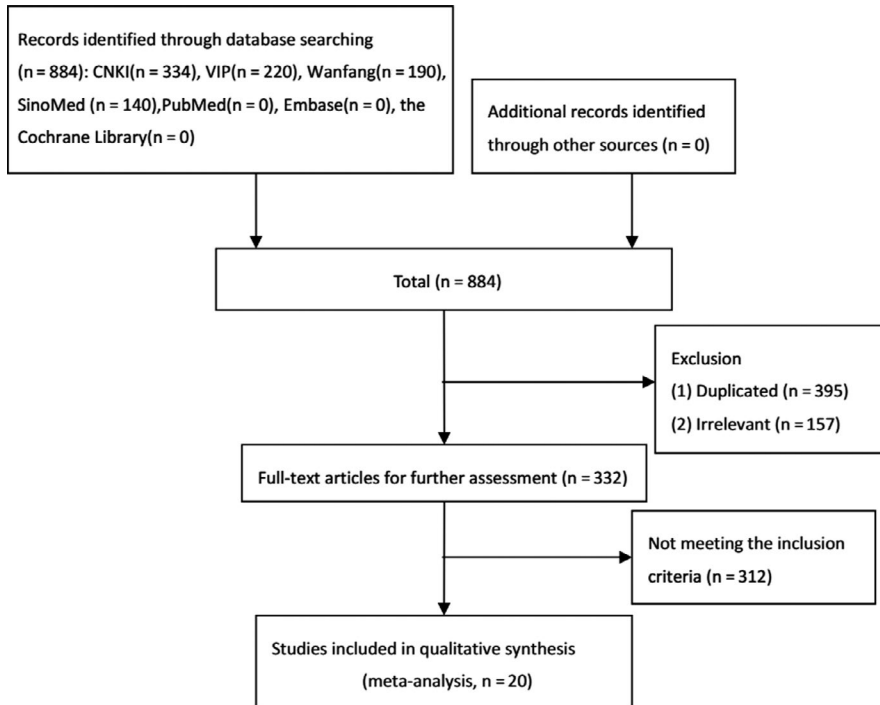 Records identified through database searching
(n = 884): CNKI(n = 334), VIP(n = 220), Wanfang(n = 190),
SinoMed (n = 140),PubMed(n = 0), Embase(n = 0), the
Cochrane Library(n = 0)
Additional records identified
through other sources (n = 0)
Total (n = 884)
Exclusion
(1) Duplicated (n = 395)
(2) Irrelevant (n = 157)
Full-text articles for further assessment (n = 332)
Not meeting the inclusion
criteria (n = 312)
Studies included in qualitative synthesis
(meta-analysis, n = 20)